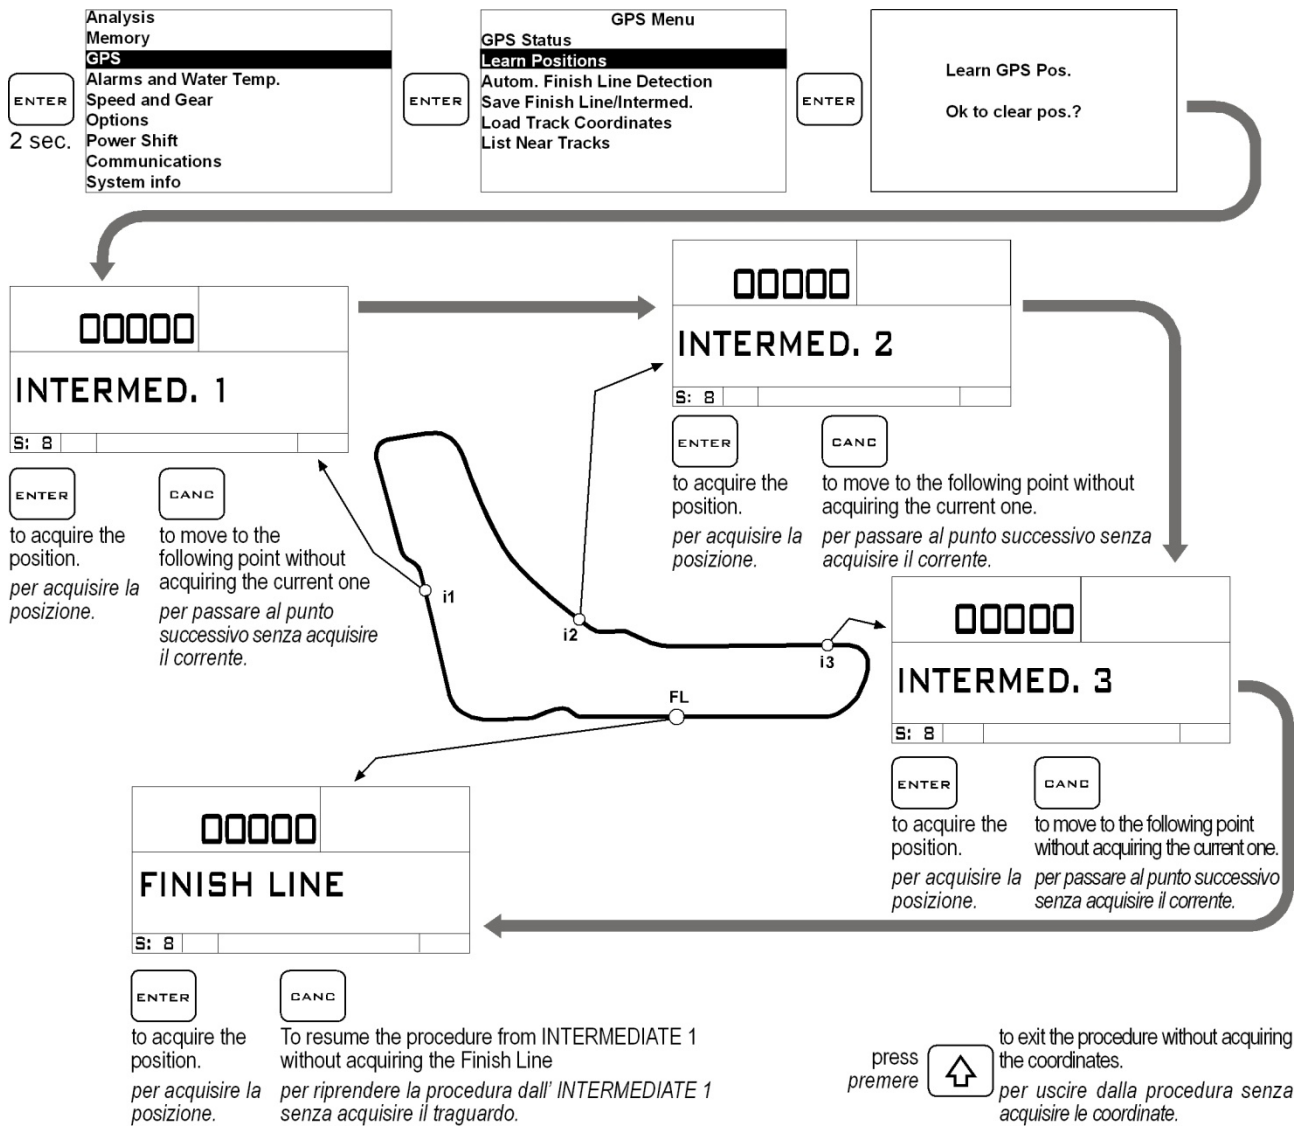 ENTER
2 sec.
Analysis
Memory
GPS
Alarms and Water Temp.
Speed and Gear
Options
Power Shift
Communications
System info
ENTER
GPS Menu
GPS Status
Learn Positions
Autom. Finish Line Detection
Save Finish Line/Intermed.
Load Track Coordinates
List Near Tracks
ENTER
Learn GPS Pos.
Ok to clear pos.?
00000
INTERMED. 1
S: 8
ENTER
to acquire the
position.
per acquisire la
posizione.
CANC
to move to the
following point without
acquiring the current one
per passare al punto
successivo senza acquisire
il corrente.
00000
INTERMED. 2
S: 8
ENTER
to acquire the
position.
per acquisire la
posizione.
CANC
to move to the following point without
acquiring the current one.
per passare al punto successivo senza
acquisire il corrente.
i1
i2
i3
FL
00000
INTERMED. 3
S: 8
ENTER
to acquire the
position.
per acquisire la
posizione.
CANC
to move to the following point
without acquiring the current one.
per passare al punto successivo
senza acquisire il corrente.
00000
FINISH LINE
S: 8
ENTER
to acquire the
position.
per acquisire la
posizione.
CANC
To resume the procedure from INTERMEDIATE 1
without acquiring the Finish Line
per riprendere la procedura dall' INTERMEDIATE 1
senza acquisire il traguardo.
press
premere
to exit the procedure without acquiring
the coordinates.
per uscire dalla procedura senza
acquisire le coordinate.